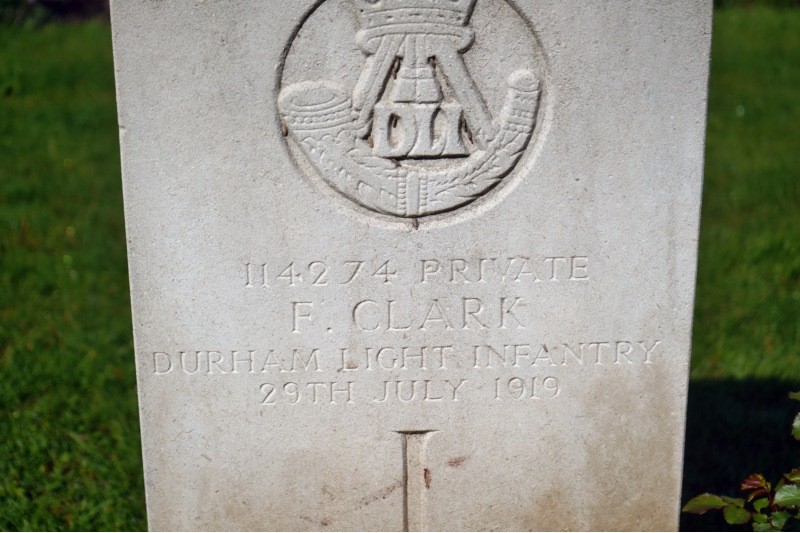 DLI
114274 PRIVATE
F. CLARK
DURHAM LIGHT INFANTRY
29TH JULY 1919